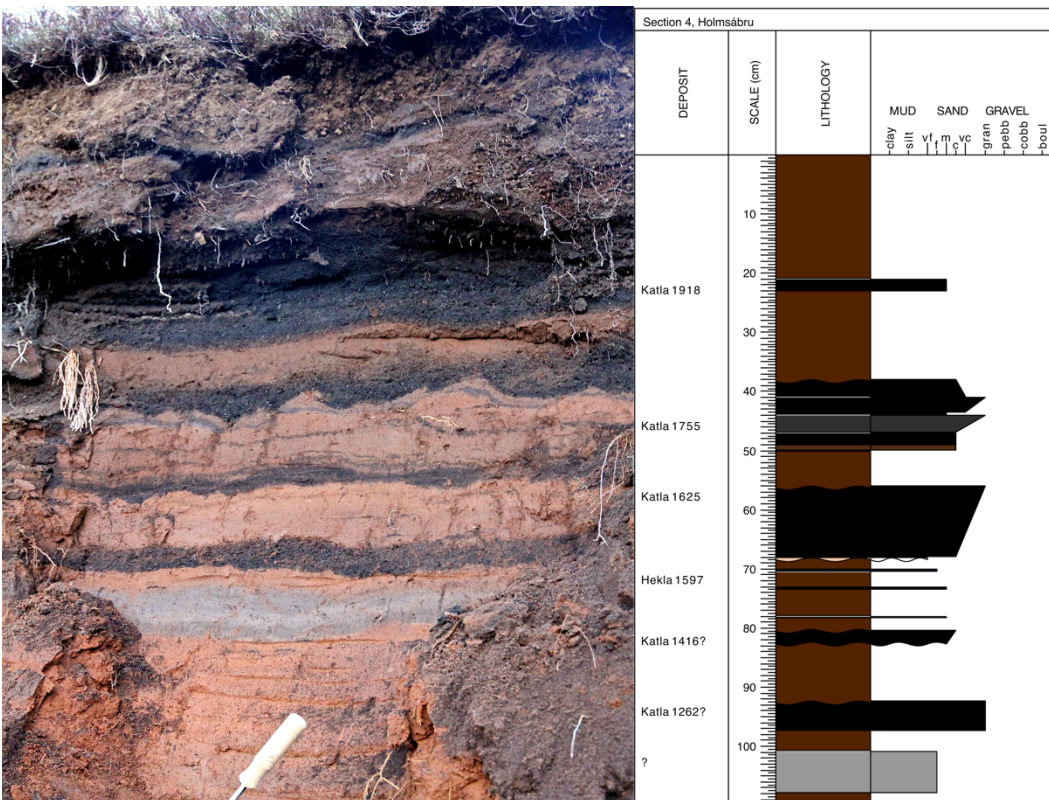 Section 4, Holmsábru
DEPOSIT
SCALE (cm)
LITHOLOGY
MUD SAND GRAVEL
clay silt vf f m c vc gran pebb cobb boul
10
20
Katla 1918
30
40
Katla 1755
50
Katla 1625
60
70
Hekla 1597
80
Katla 1416?
90
Katla 1262?
100
?